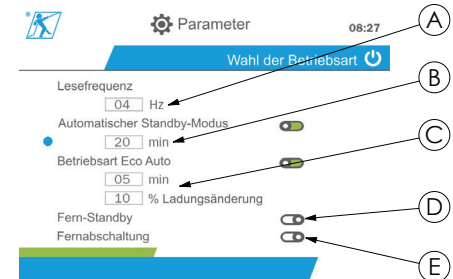 Parameter
08:27
Wahl der Betriebsart
Lesefrequenz
04 Hz
Automatischer Standby-Modus
20 min
Betriebsart Eco Auto
05 min
10 % Ladungsänderung
Fern-Standby
Fernabschaltung
A
B
C
D
E